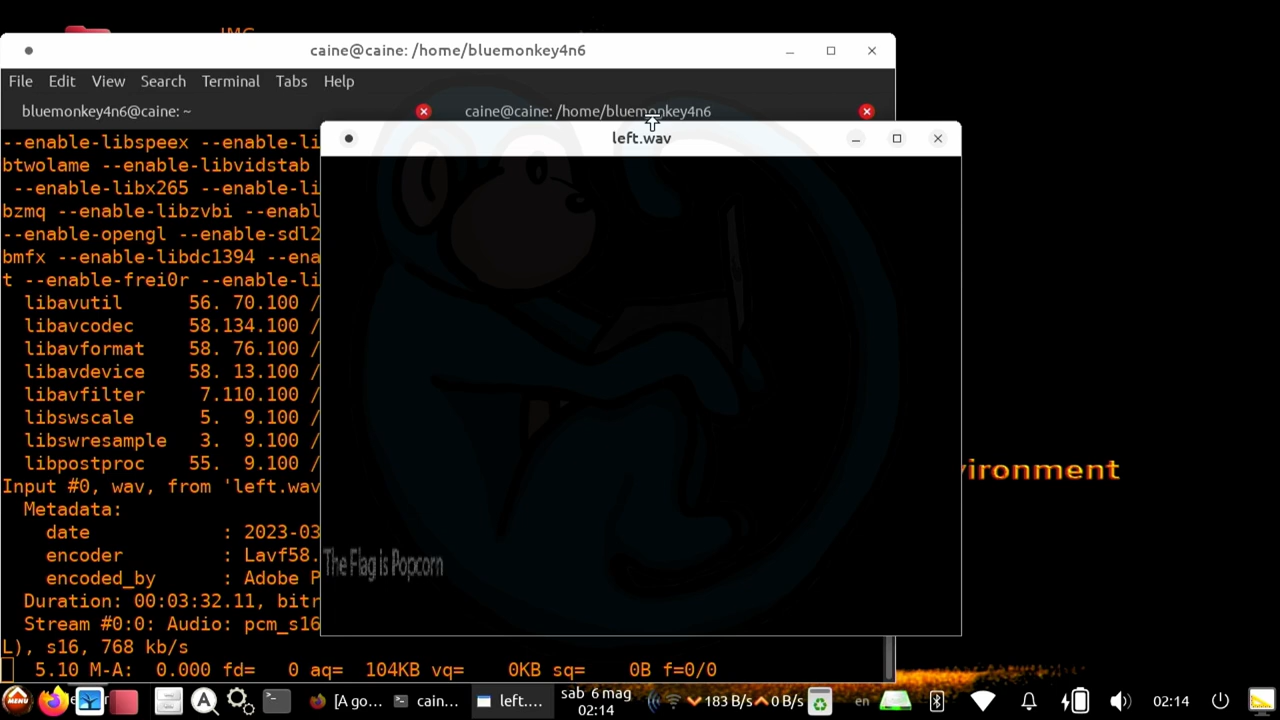 IMG
caine@caine: /home/bluemonkey4n6
File Edit View Search Terminal Tabs Help
bluemonkey4n6@caine: ~
caine@caine: /home/bluemonkey4n6
left.wav
--enable-libspeex --enable-li
btwolame --enable-libvidstab
--enable-libx265 --enable-li
bzmq --enable-libzvbi --enabl
--enable-opengl --enable-sdl2
bmfx --enable-libdc1394 --ena
t --enable-frei0r --enable-li
libavutil 56. 70.100 /
libavcodec 58.134.100 /
libavformat 58. 76.100 /
libavdevice 58. 13.100 /
libavfilter 7.110.100 /
libswscale 5. 9.100 /
libswresample 3. 9.100 /
libpostproc 55. 9.100 /
vironment
Input #0, wav, from 'left.wav
Metadata:
date : 2023-03
encoder : Lavf58.
encoded_by : Adobe P
The Flag is Popcorn
Duration: 00:03:32.11, bitr
Stream #0:0: Audio: pcm_s16
L), s16, 768 kb/s
5.10 M-A: 0.000 fd= 0 aq= 104KB vq= 0KB sq= 0B f=0/0
MENU
[A go...
cain...
left....
sab 6 mag
02:14
183 B/s
0 B/s
en
02:14